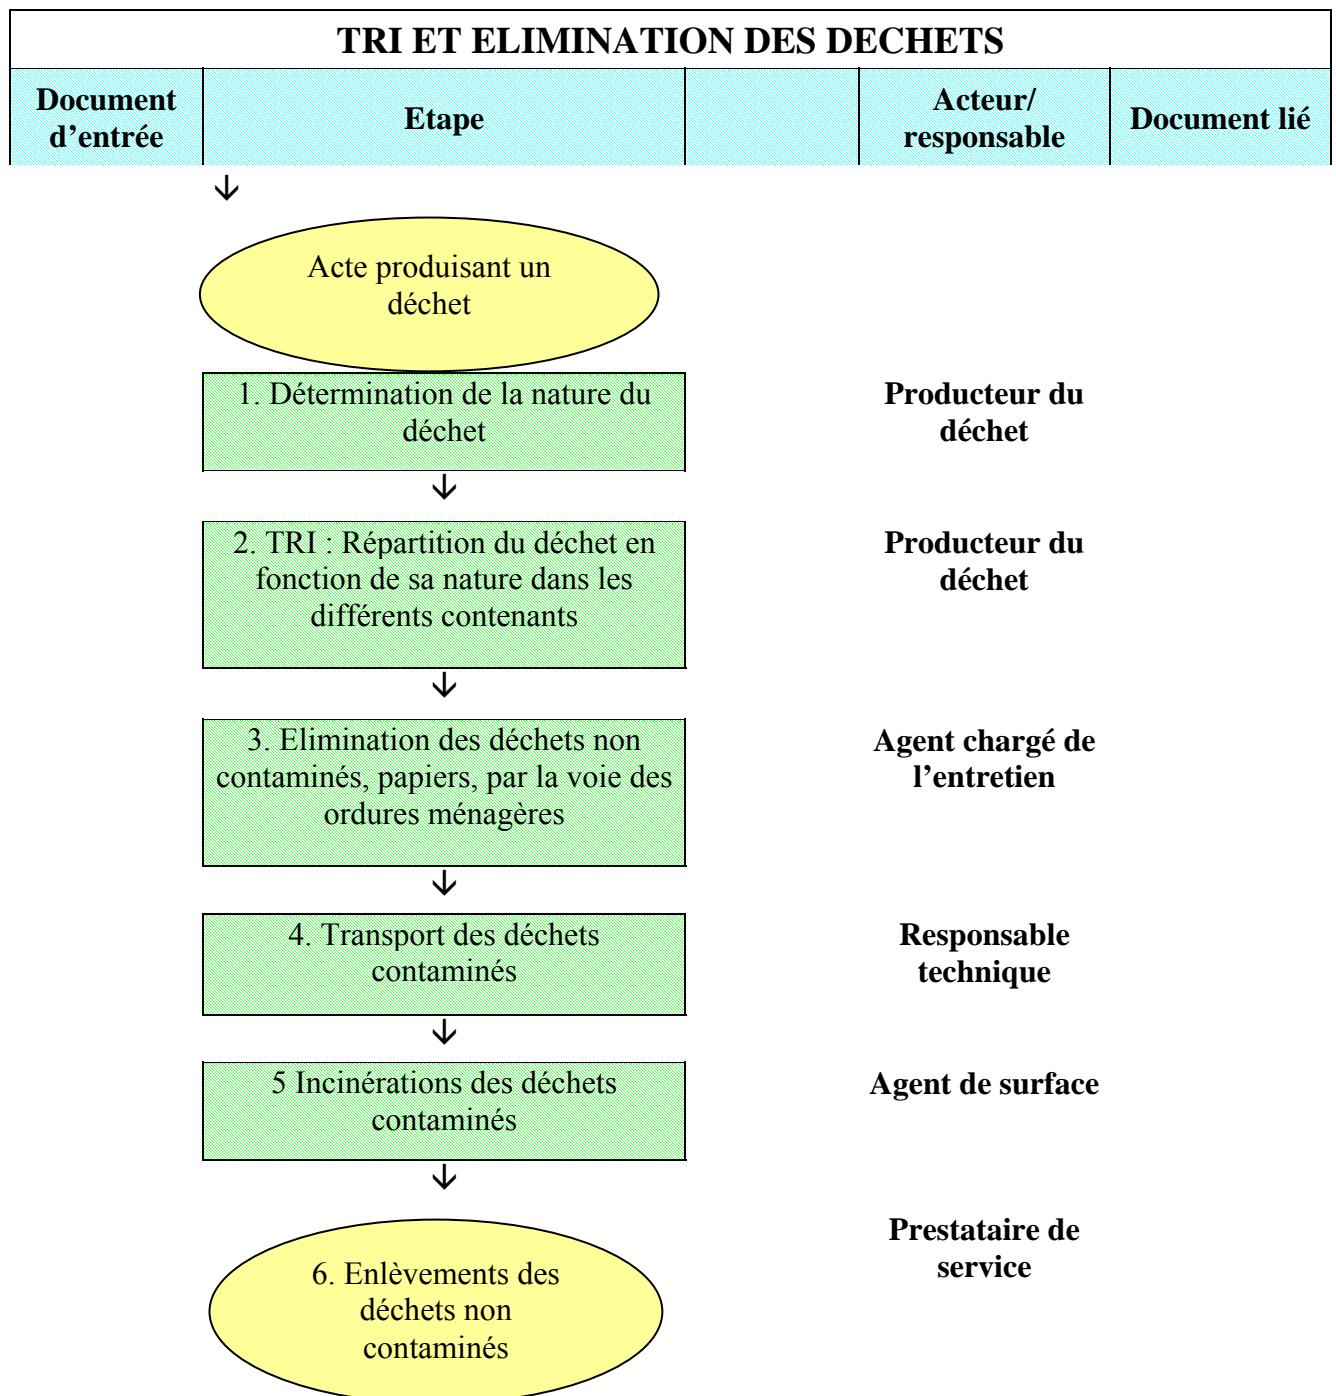 TRI ET ELIMINATION DES DECHETS
Document
d’entrée
Etape
Acteur/
responsable
Document lié
Acte produisant un
déchet
1. Détermination de la nature du
déchet
Producteur du
déchet
2. TRI : Répartition du déchet en
fonction de sa nature dans les
différents contenants
Producteur du
déchet
3. Elimination des déchets non
contaminés, papiers, par la voie des
ordures ménagères
Agent chargé de
l’entretien
4. Transport des déchets
contaminés
Responsable
technique
5 Incinérations des déchets
contaminés
Agent de surface
6. Enlèvements des
déchets non
contaminés
Prestataire de
service